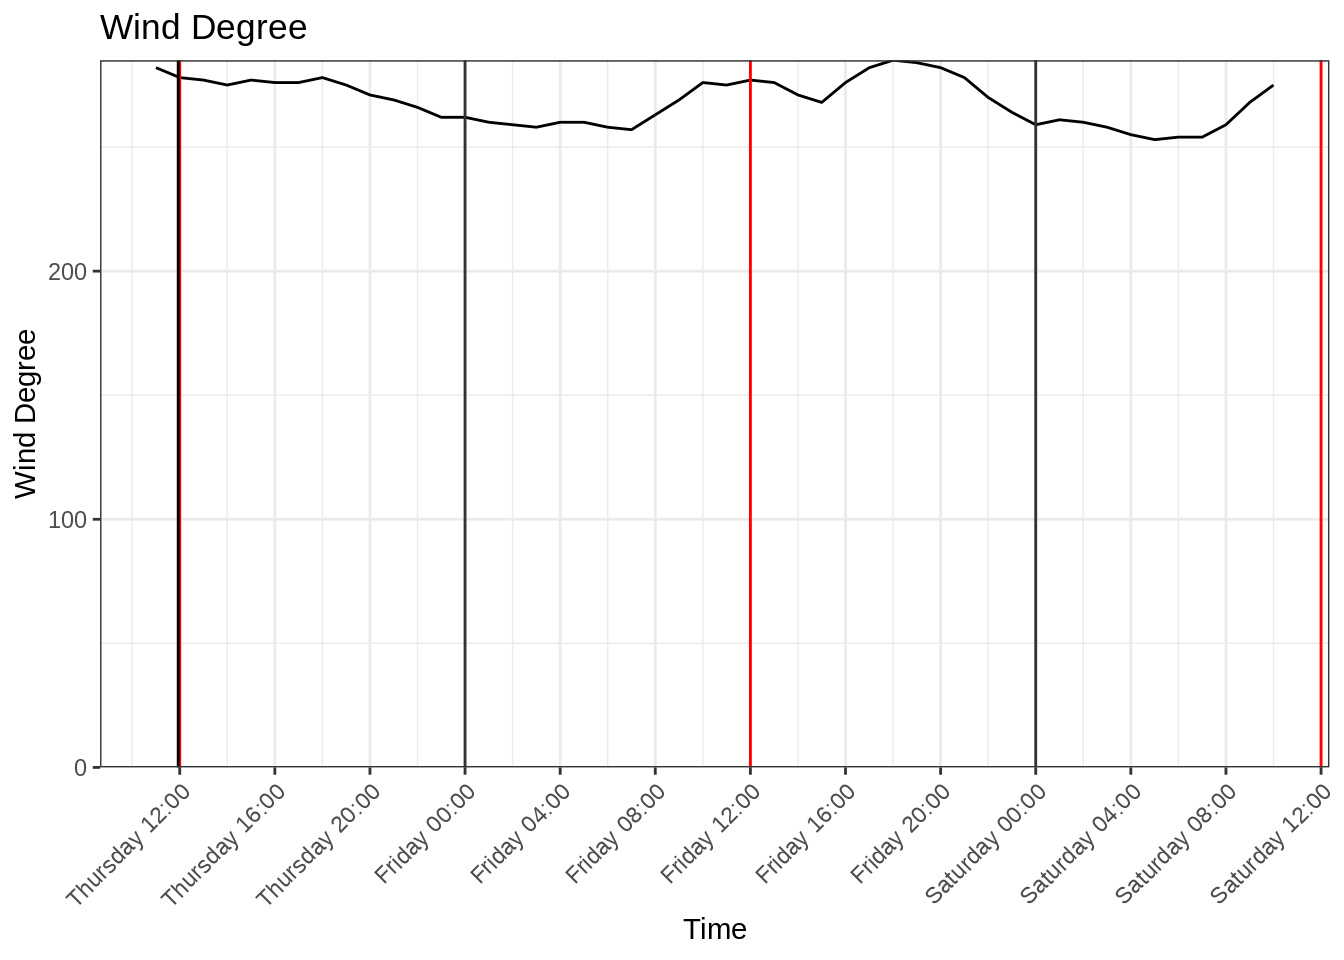 Wind Degree
Wind Degree
200
100
0
Thursday 12:00
Thursday 16:00
Thursday 20:00
Friday 00:00
Friday 04:00
Friday 08:00
Friday 12:00
Friday 16:00
Friday 20:00
Saturday 00:00
Saturday 04:00
Saturday 08:00
Saturday 12:00
Time